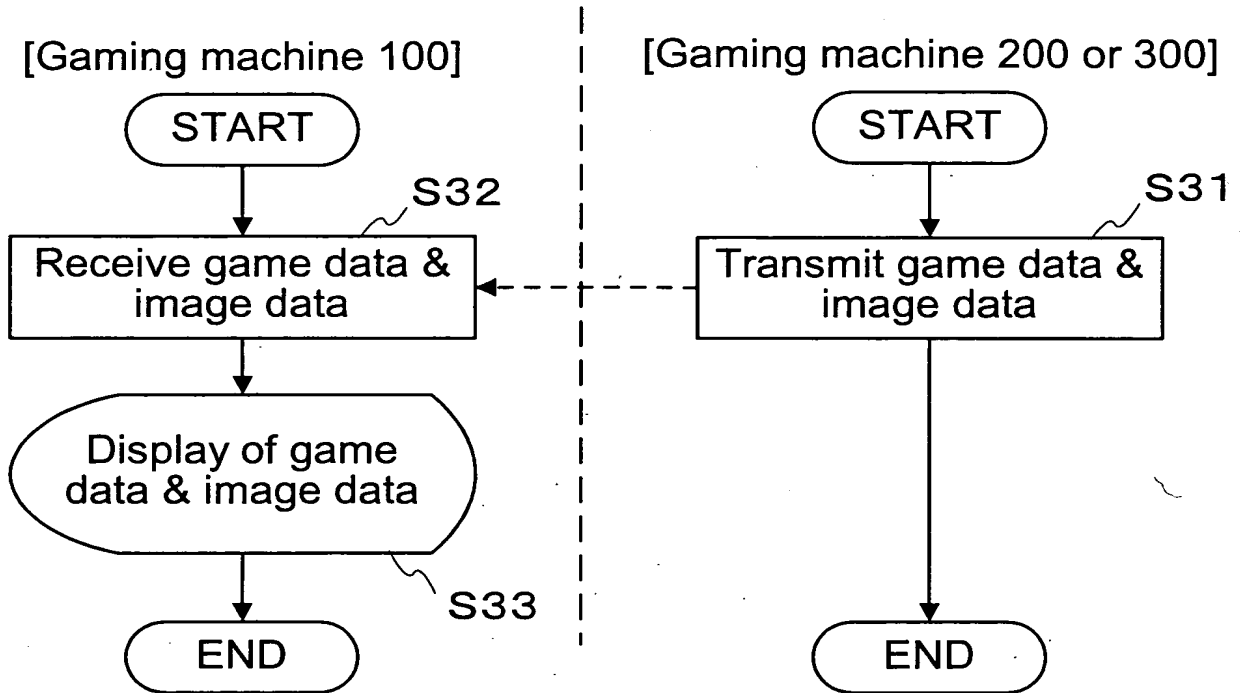 [Gaming machine 100]
START
S32
Receive game data &
image data
Display of game
data & image data
S33
END
[Gaming machine 200 or 300]
START
S31
Transmit game data &
image data
END